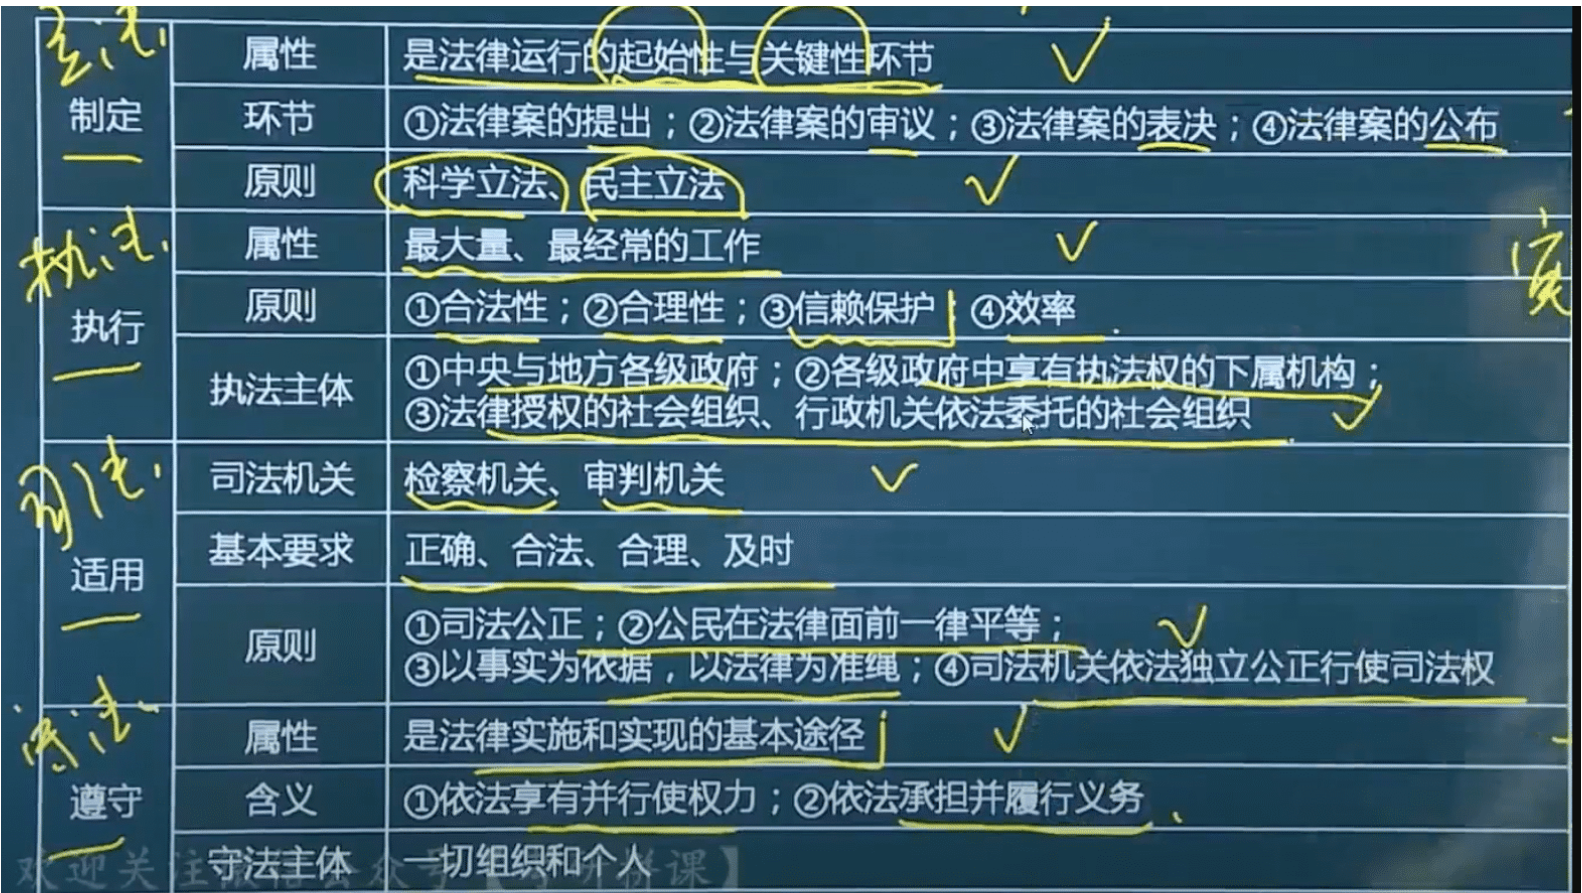 立法
制定
属性
是法律运行的起始性与关键性环节
环节
①法律案的提出；②法律案的审议；③法律案的表决；④法律案的公布
原则
科学立法、民主立法
执法
执行
属性
最大量、最经常的工作
原则
①合法性；②合理性；③信赖保护；④效率
执法主体
①中央与地方各级政府；②各级政府中享有执法权的下属机构；
③法律授权的社会组织、行政机关依法委托的社会组织
司法
适用
司法机关
检察机关、审判机关
基本要求
正确、合法、合理、及时
原则
①司法公正；②公民在法律面前一律平等；
③以事实为依据，以法律为准绳；④司法机关依法独立公正行使司法权
守法
遵守
属性
是法律实施和实现的基本途径
含义
①依法享有并行使权力；②依法承担并履行义务
守法主体
一切组织和个人
欢迎关注微信公众号
拼课】